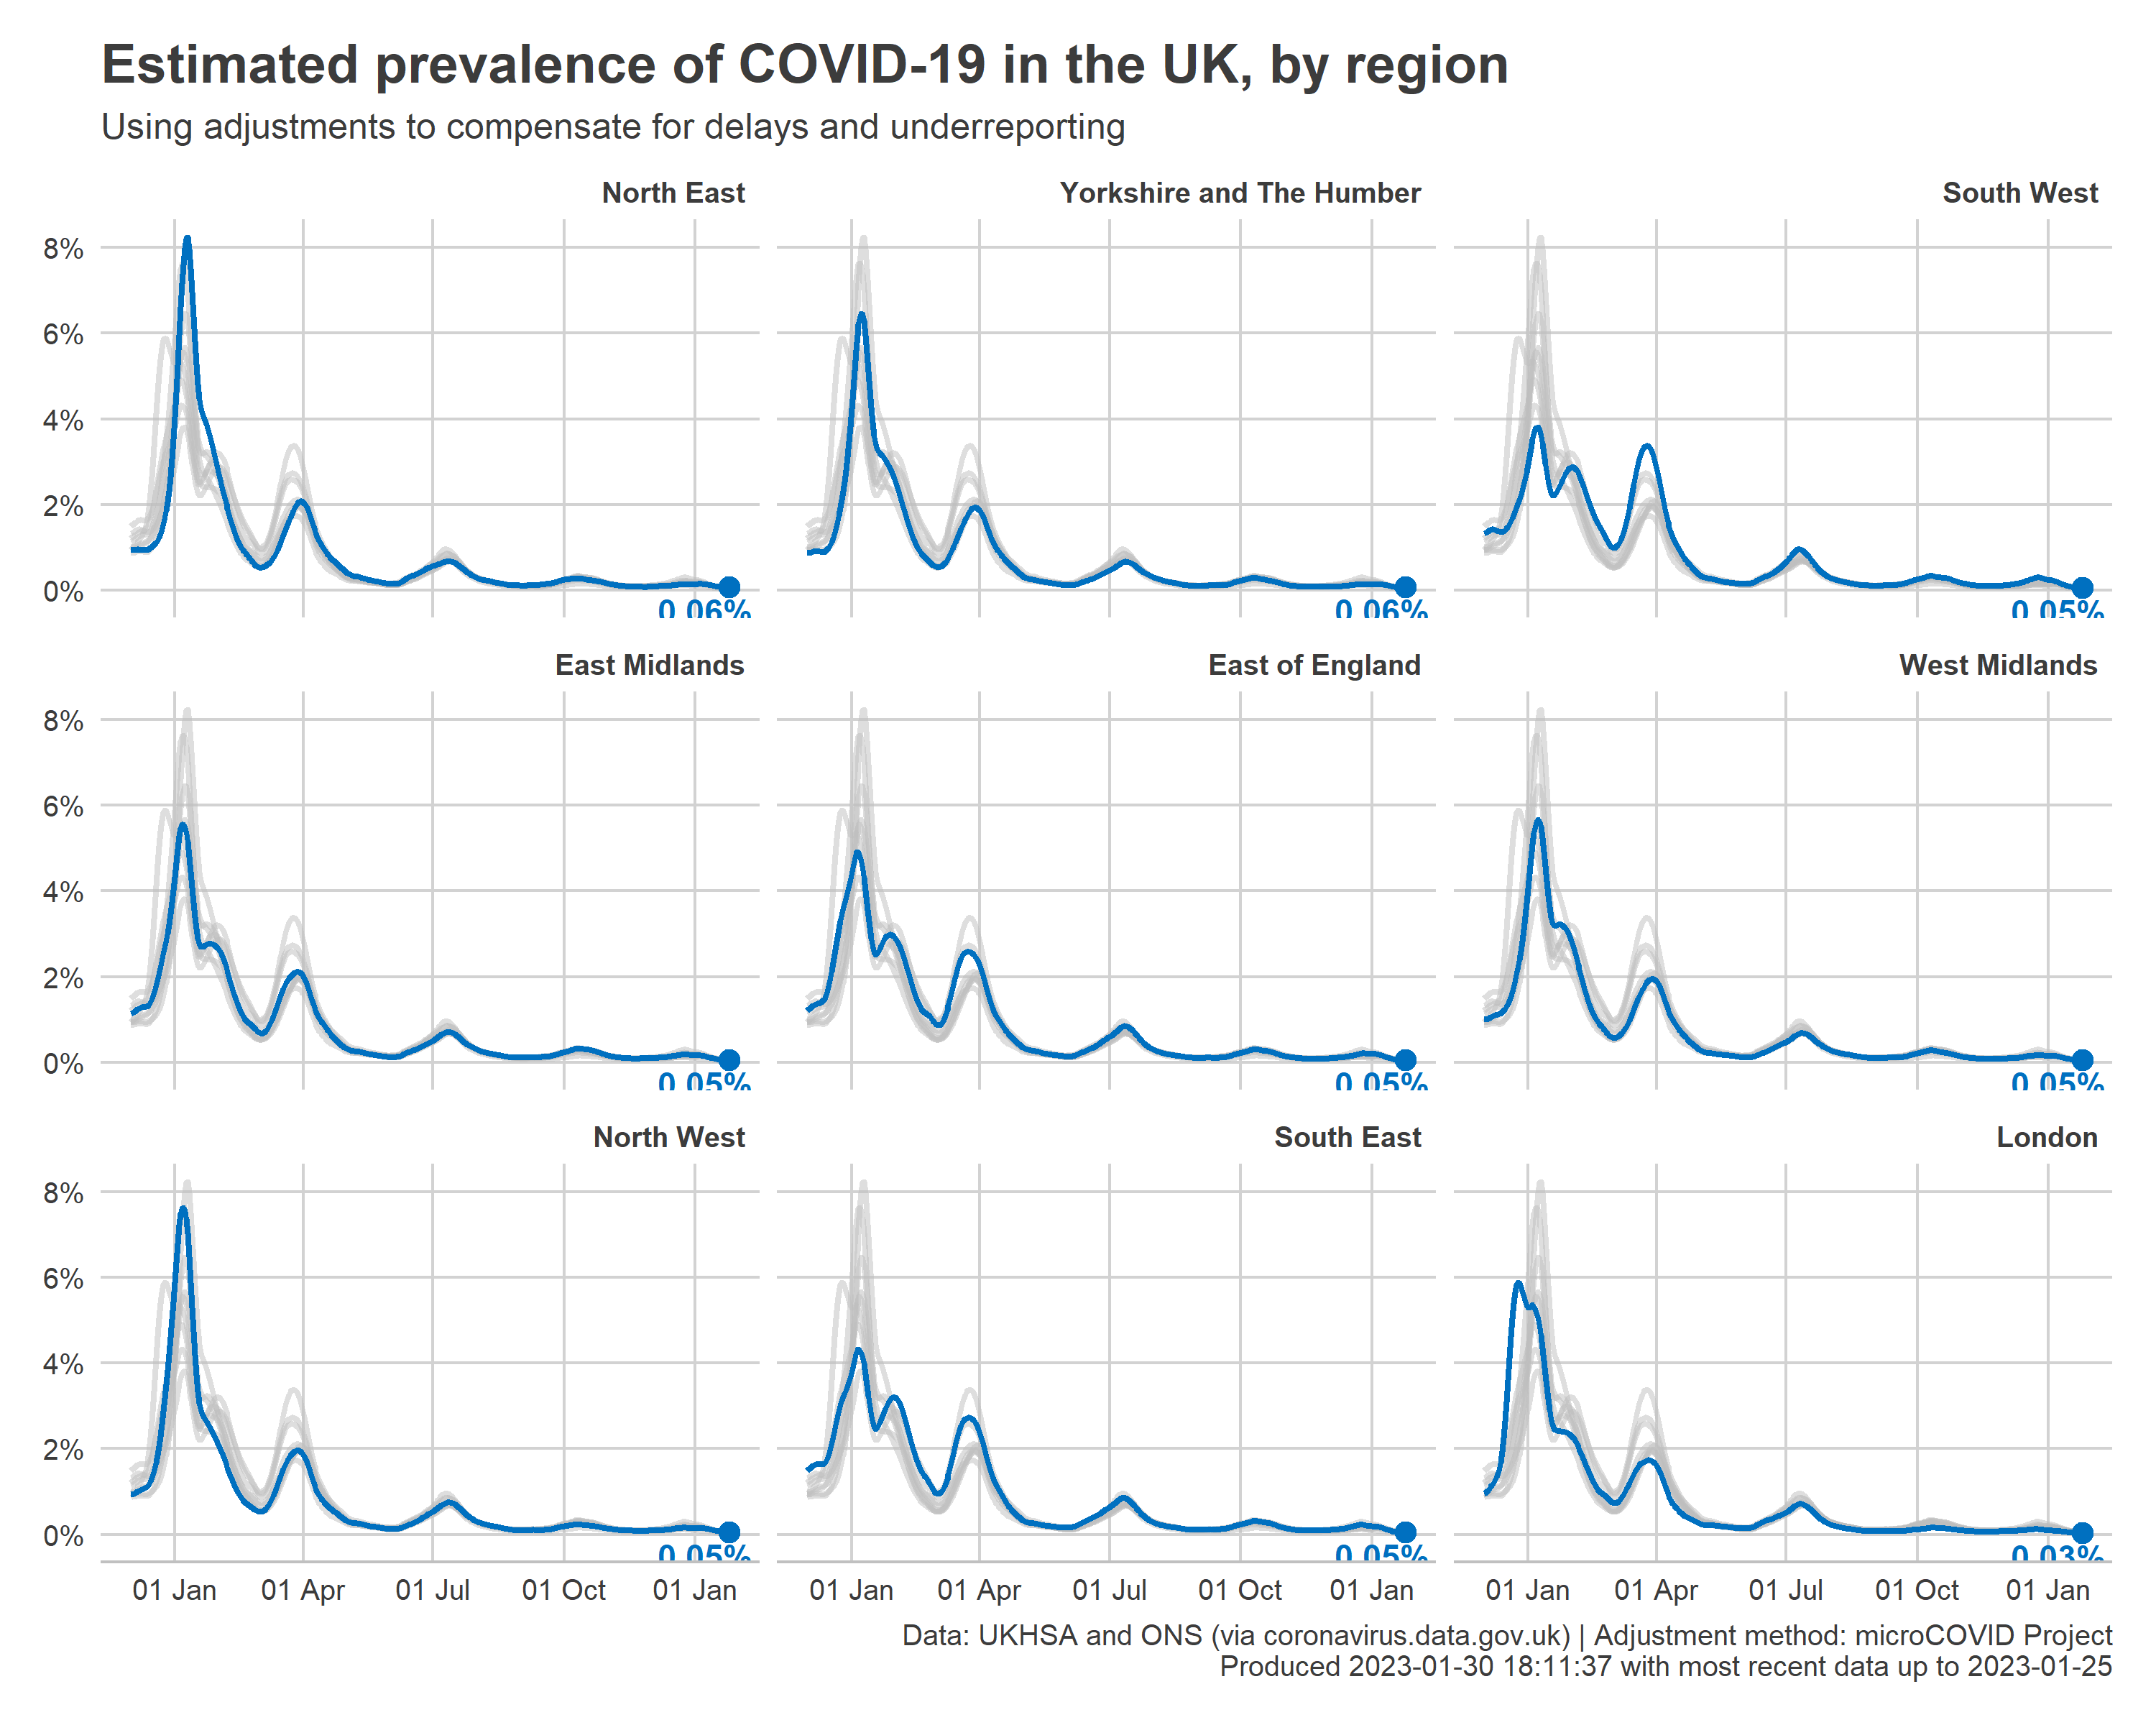 Estimated prevalence of COVID-19 in the UK, by region
Using adjustments to compensate for delays and underreporting
North East
Yorkshire and The Humber
South West
8%
6%
4%
2%
0%
0.06%
0.06%
0.05%
East Midlands
East of England
West Midlands
8%
6%
4%
2%
0%
0.05%
0.05%
0.05%
North West
South East
London
8%
6%
4%
2%
0%
0.05%
0.05%
0.03%
01 Jan 01 Apr 01 Jul 01 Oct 01 Jan 01 Jan 01 Apr 01 Jul 01 Oct 01 Jan 01 Jan 01 Apr 01 Jul 01 Oct 01 Jan
Data: UKHSA and ONS (via coronavirus.data.gov.uk) | Adjustment method: microCOVID Project
Produced 2023-01-30 18:11:37 with most recent data up to 2023-01-25